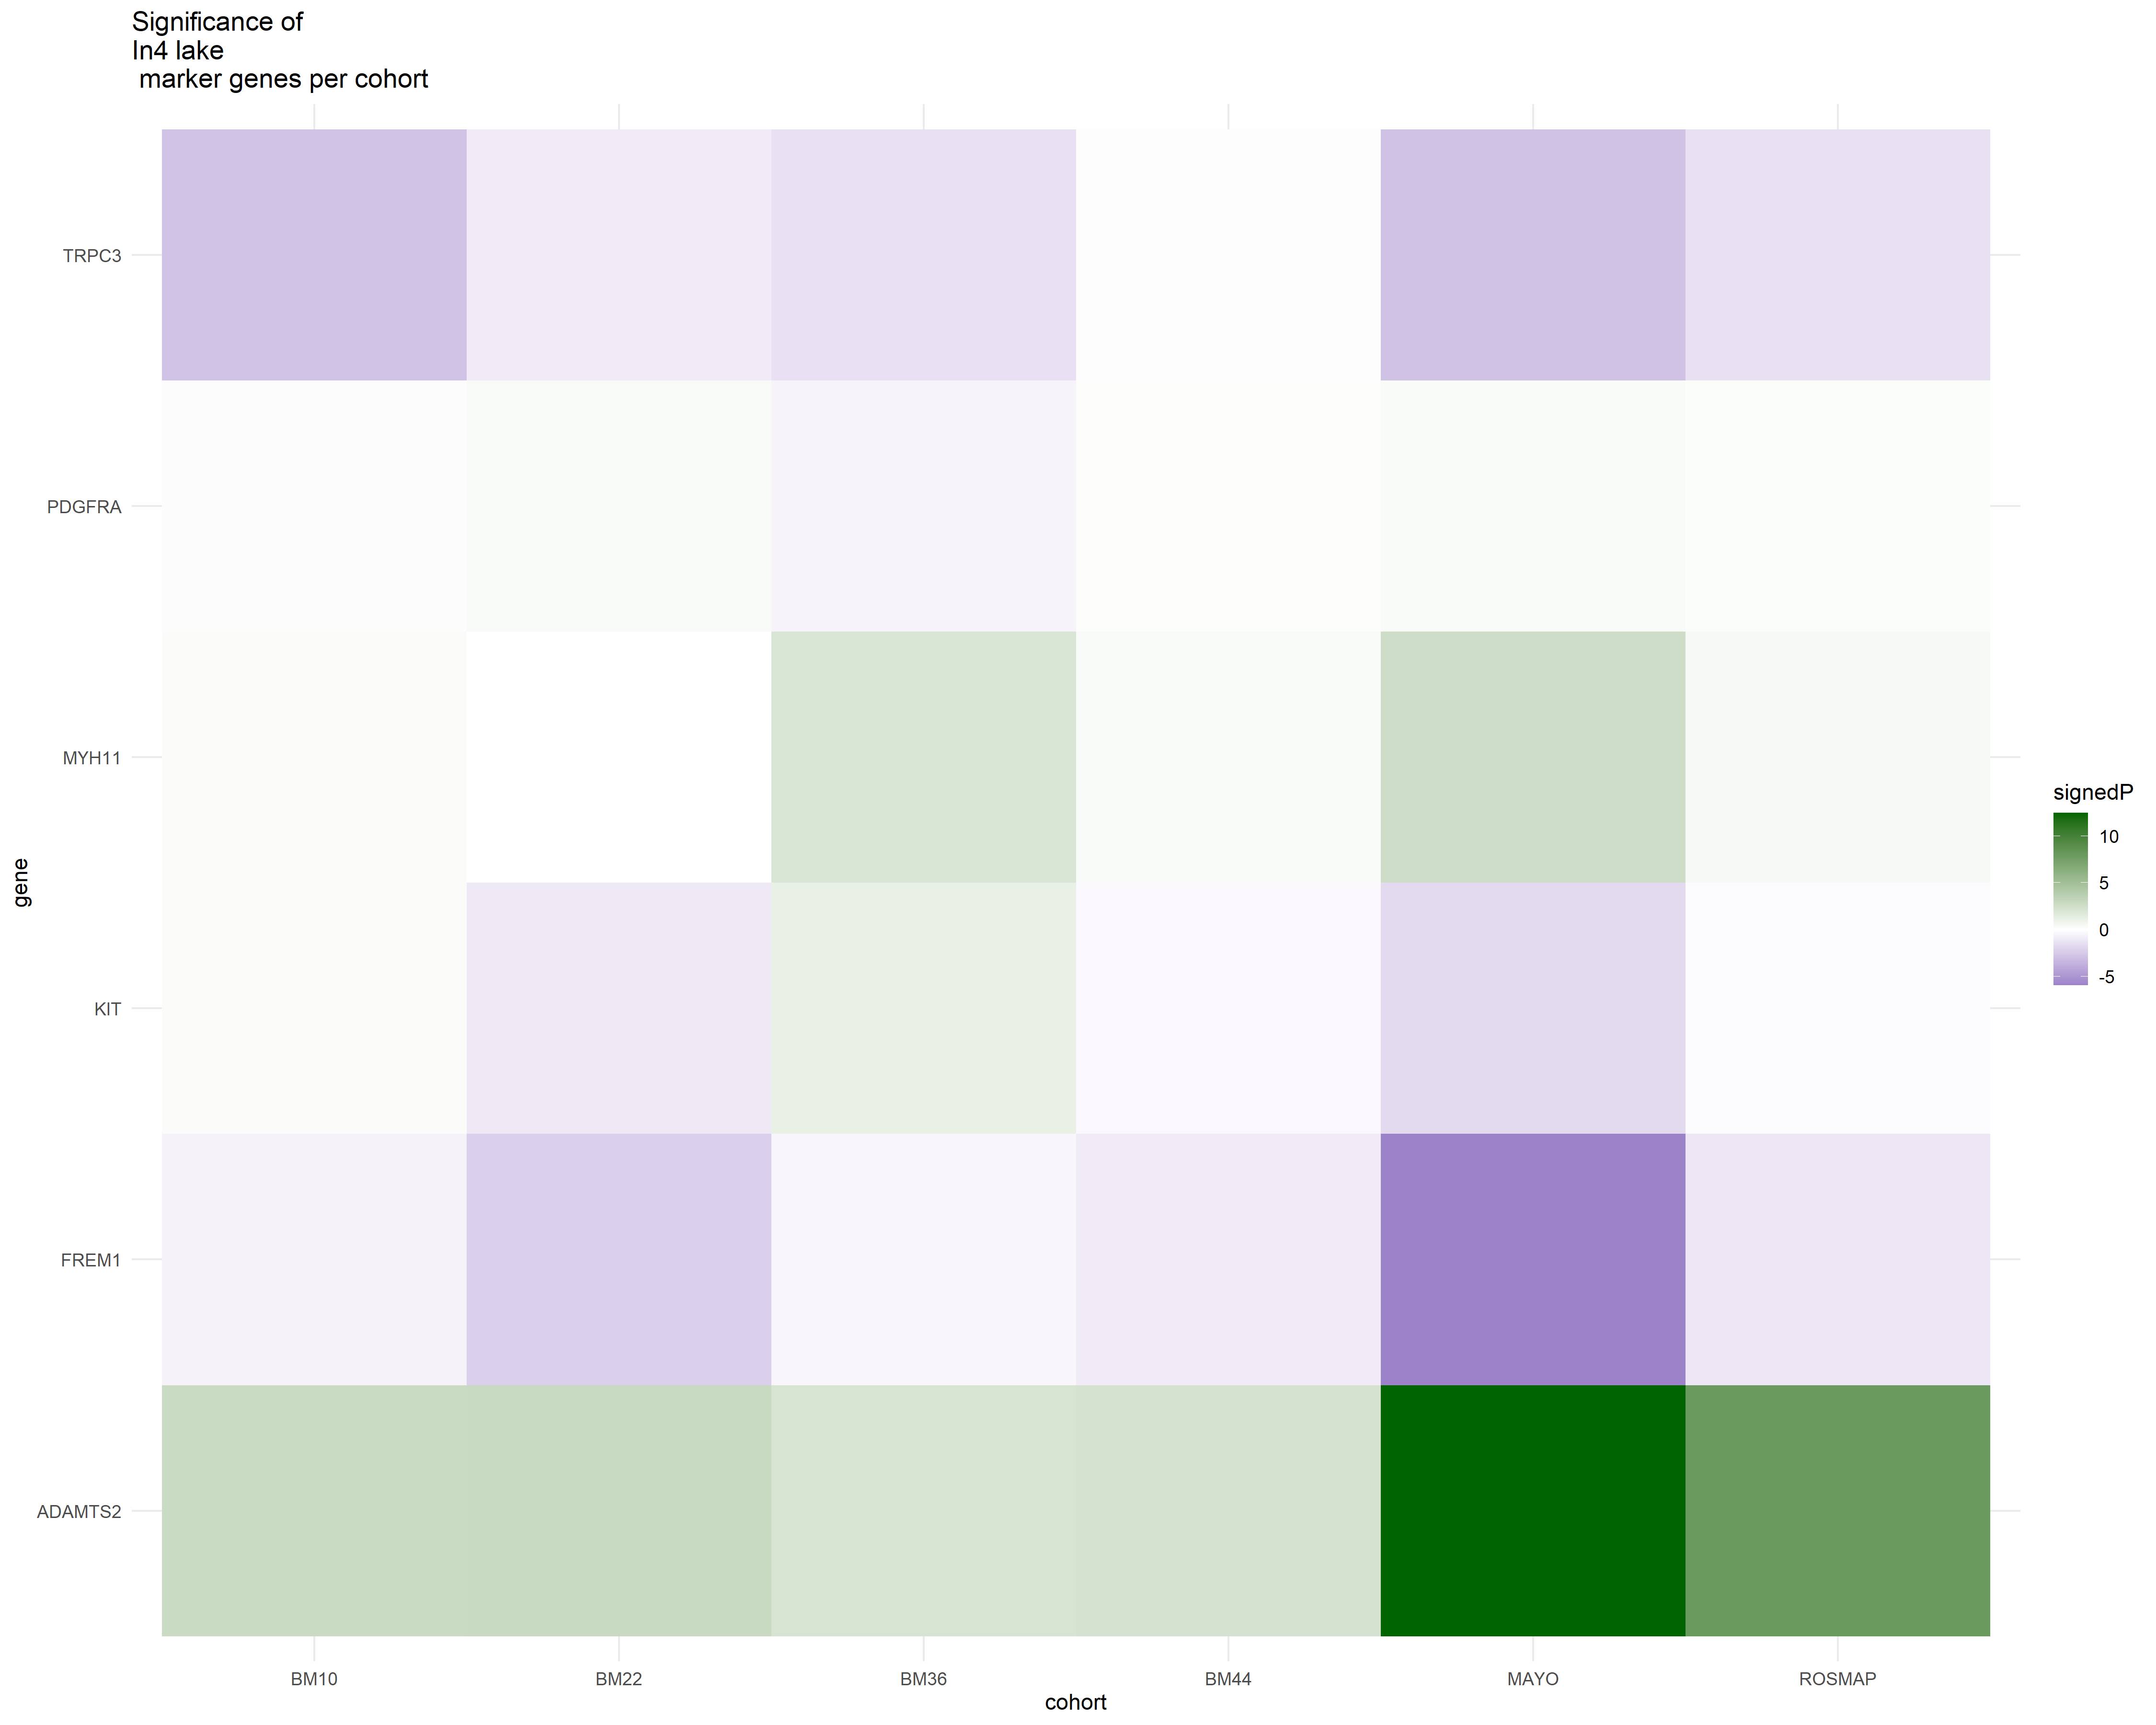 Significance of
In4 lake
marker genes per cohort
TRPC3
PDGFRA
MYH11
KIT
FREM1
ADAMTS2
gene
BM10
BM22
BM36
BM44
MAYO
ROSMAP
cohort
signedP
10
5
0
-5